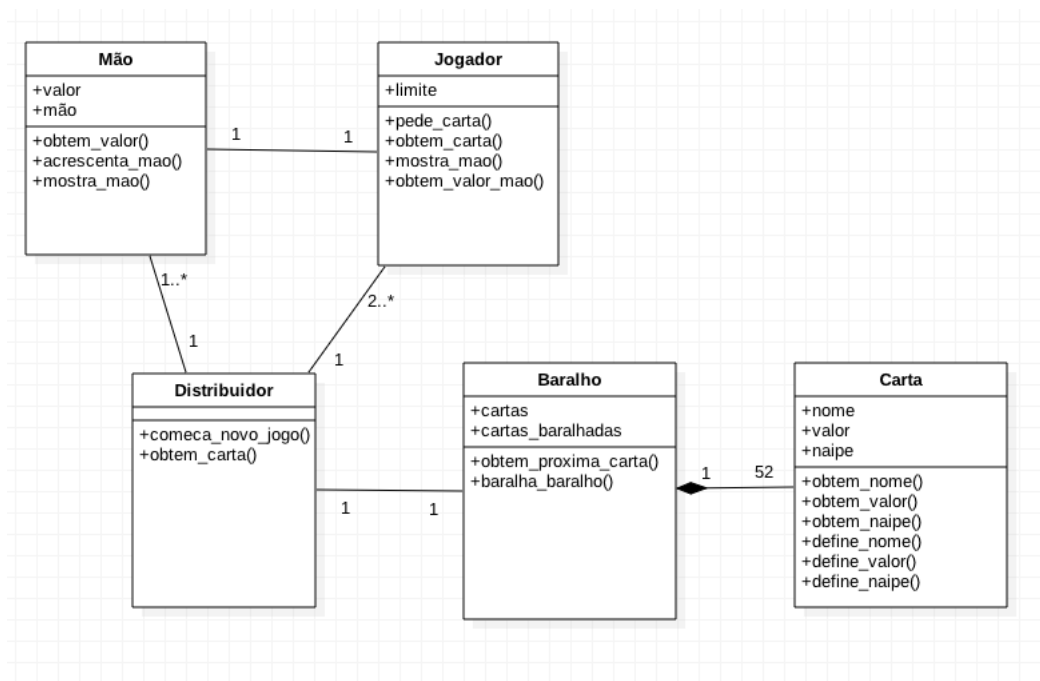 Mão
+valor
+mão
+obtem_valor()
+acrescenta_mao()
+mostra_mao()
1
1
Jogador
+limite
+pede_carta()
+obtem_carta()
+mostra_mao()
+obtem_valor_mao()
1..*
1
2..*
1
Distribuidor
+comeca_novo_jogo()
+obtem_carta()
1
1
Baralho
+cartas
+cartas_baralhadas
+obtem_proxima_carta()
+baralha_baralho()
1
52
Carta
+nome
+valor
+naipe
+obtem_nome()
+obtem_valor()
+obtem_naipe()
+define_nome()
+define_valor()
+define_naipe()